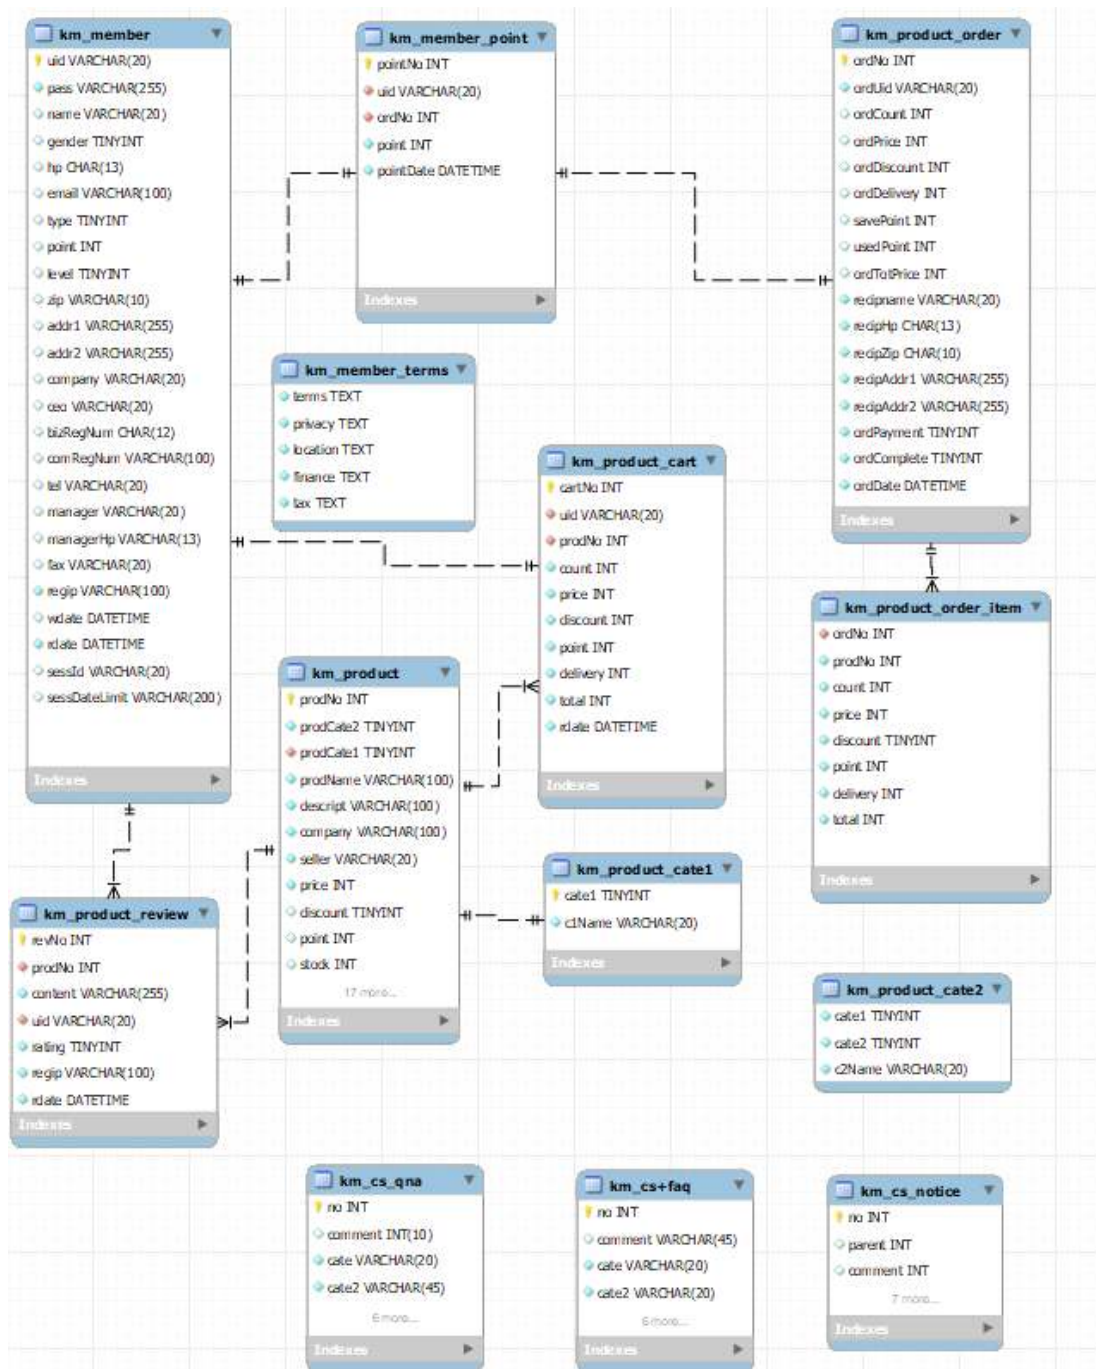 km_member
uid VARCHAR(20)
pass VARCHAR(255)
name VARCHAR(20)
gender TINYINT
hp CHAR(13)
email VARCHAR(100)
type TINYINT
point INT
level TINYINT
zip VARCHAR(10)
addr1 VARCHAR(255)
addr2 VARCHAR(255)
company VARCHAR(20)
ceo VARCHAR(20)
bizRegNum CHAR(12)
comRegNum VARCHAR(100)
tel VARCHAR(20)
manager VARCHAR(20)
managerHp VARCHAR(13)
fax VARCHAR(20)
regip VARCHAR(100)
wdate DATETIME
rdate DATETIME
sessId VARCHAR(20)
sessDateLimit VARCHAR(200)
Indexes
km_member_point
pointNo INT
uid VARCHAR(20)
ordNo INT
point INT
pointDate DATETIME
Indexes
km_product_order
ordNo INT
ordUid VARCHAR(20)
ordCount INT
ordPrice INT
ordDiscount INT
ordDelivery INT
savePoint INT
usedPoint INT
ordTotPrice INT
recipname VARCHAR(20)
recipHp CHAR(13)
recipZip CHAR(10)
recipAddr1 VARCHAR(255)
recipAddr2 VARCHAR(255)
ordPayment TINYINT
ordComplete TINYINT
ordDate DATETIME
Indexes
km_member_terms
terms TEXT
privacy TEXT
location TEXT
finance TEXT
tax TEXT
km_product_cart
cartNo INT
uid VARCHAR(20)
prodNo INT
count INT
price INT
discount INT
point INT
delivery INT
total INT
rdate DATETIME
Indexes
km_product_order_item
ordNo INT
prodNo INT
count INT
price INT
discount TINYINT
point INT
delivery INT
total INT
Indexes
km_product
prodNo INT
prodCate2 TINYINT
prodCate1 TINYINT
prodName VARCHAR(100)
descript VARCHAR(100)
company VARCHAR(100)
seller VARCHAR(20)
price INT
discount TINYINT
point INT
stock INT
17 more...
Indexes
km_product_cate1
cate1 TINYINT
c1Name VARCHAR(20)
Indexes
km_product_review
revNo INT
prodNo INT
content VARCHAR(255)
uid VARCHAR(20)
rating TINYINT
regip VARCHAR(100)
rdate DATETIME
Indexes
km_product_cate2
cate1 TINYINT
cate2 TINYINT
c2Name VARCHAR(20)
km_cs_qna
no INT
comment INT(10)
cate VARCHAR(20)
cate2 VARCHAR(45)
6 more...
Indexes
km_cs+faq
no INT
comment VARCHAR(45)
cate VARCHAR(20)
cate2 VARCHAR(20)
6 more...
Indexes
km_cs_notice
no INT
parent INT
comment INT
7 more...
Indexes